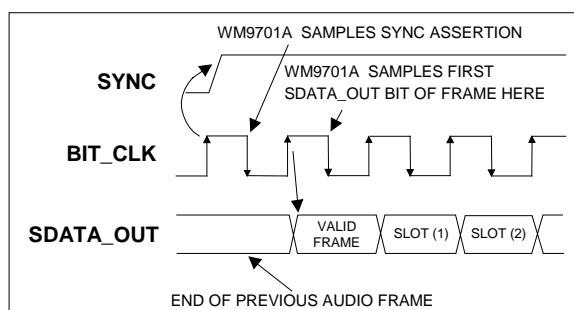 WM9701A SAMPLES SYNC ASSERTION
SYNC
WM9701A SAMPLES FIRST
SDATA_OUT BIT OF FRAME HERE
BIT_CLK
SDATA_OUT
VALID
FRAME
SLOT (1)
SLOT (2)
END OF PREVIOUS AUDIO FRAME